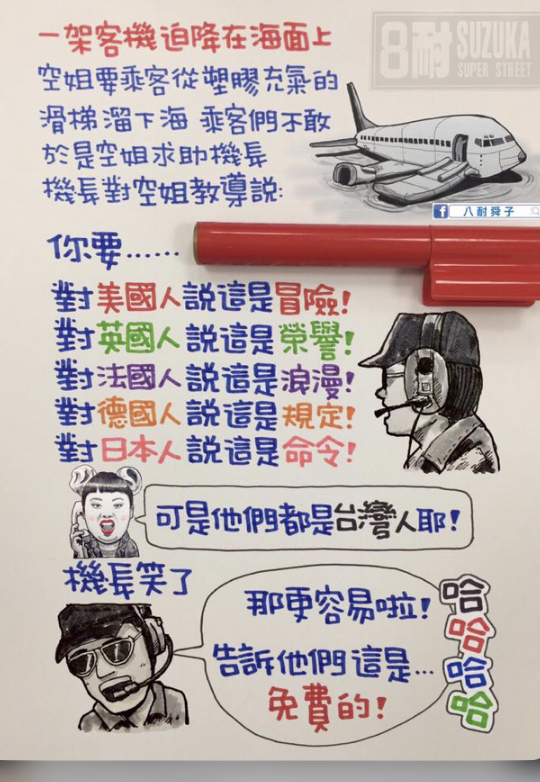 8耐 SUZUKA
SUPER STREET
一架客機迫降在海面上
空姐要乘客從塑膠充氣的
滑梯溜下海 乘客們不敢
於是空姐求助機長
機長對空姐教導說:
f 八耐舜子
你要......
對美國人說這是冒險!
對英國人說這是榮譽!
對法國人說這是浪漫!
對德國人說這是規定!
對日本人說這是命令!
可是他們都是台灣人耶!
機長笑了
那更容易啦!
告訴他們這是...
免費的!
哈哈哈哈